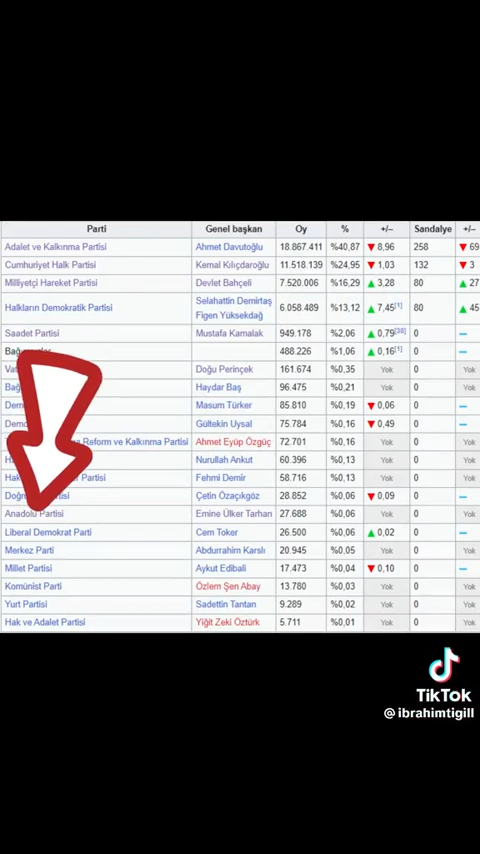 Parti Genel başkan Oy % +/– Sandalye +/–
Adalet ve Kalkınma Partisi Ahmet Davutoğlu 18.867.411 %40,87 ▼ 8,96 258 ▼ 69
Cumhuriyet Halk Partisi Kemal Kılıçdaroğlu 11.518.139 %24,95 ▼ 1,03 132 ▼ 3
Milliyetçi Hareket Partisi Devlet Bahçeli 7.520.006 %16,29 ▲ 3,28 80 ▲ 27
Halkların Demokratik Partisi Selahattin Demirtaş
Figen Yüksekdağ 6.058.489 %13,12 ▲ 7,45[1] 80 ▲ 45
Saadet Partisi Mustafa Kamalak 949.178 %2,06 ▲ 0,79[38] 0 –
Bağ 488.226 %1,06 ▲ 0,16[1] 0 –
Vat Doğu Perinçek 161.674 %0,35 Yok 0 Yok
Bağ Haydar Baş 96.475 %0,21 Yok 0 Yok
Dem Masum Türker 85.810 %0,19 ▼ 0,06 0 –
Demo Gültekin Uysal 75.784 %0,16 ▼ 0,49 0 –
Reform ve Kalkınma Partisi Ahmet Eyüp Özgüç 72.701 %0,16 Yok 0 Yok
H Nurullah Ankut 60.396 %0,13 Yok 0 Yok
Hak Partisi Fehmi Demir 58.716 %0,13 Yok 0 Yok
Doğr Partisi Çetin Özaçıkgöz 28.852 %0,06 ▼ 0,09 0 –
Anadolu Partisi Emine Ülker Tarhan 27.688 %0,06 Yok 0 Yok
Liberal Demokrat Parti Cem Toker 26.500 %0,06 ▲ 0,02 0 –
Merkez Parti Abdurrahim Karslı 20.945 %0,05 Yok 0 Yok
Millet Partisi Aykut Edibali 17.473 %0,04 ▼ 0,10 0 –
Komünist Parti Özlem Şen Abay 13.780 %0,03 Yok 0 Yok
Yurt Partisi Sadettin Tantan 9.289 %0,02 Yok 0 Yok
Hak ve Adalet Partisi Yiğit Zeki Öztürk 5.711 %0,01 Yok 0 Yok
TikTok
@ibrahimtigill